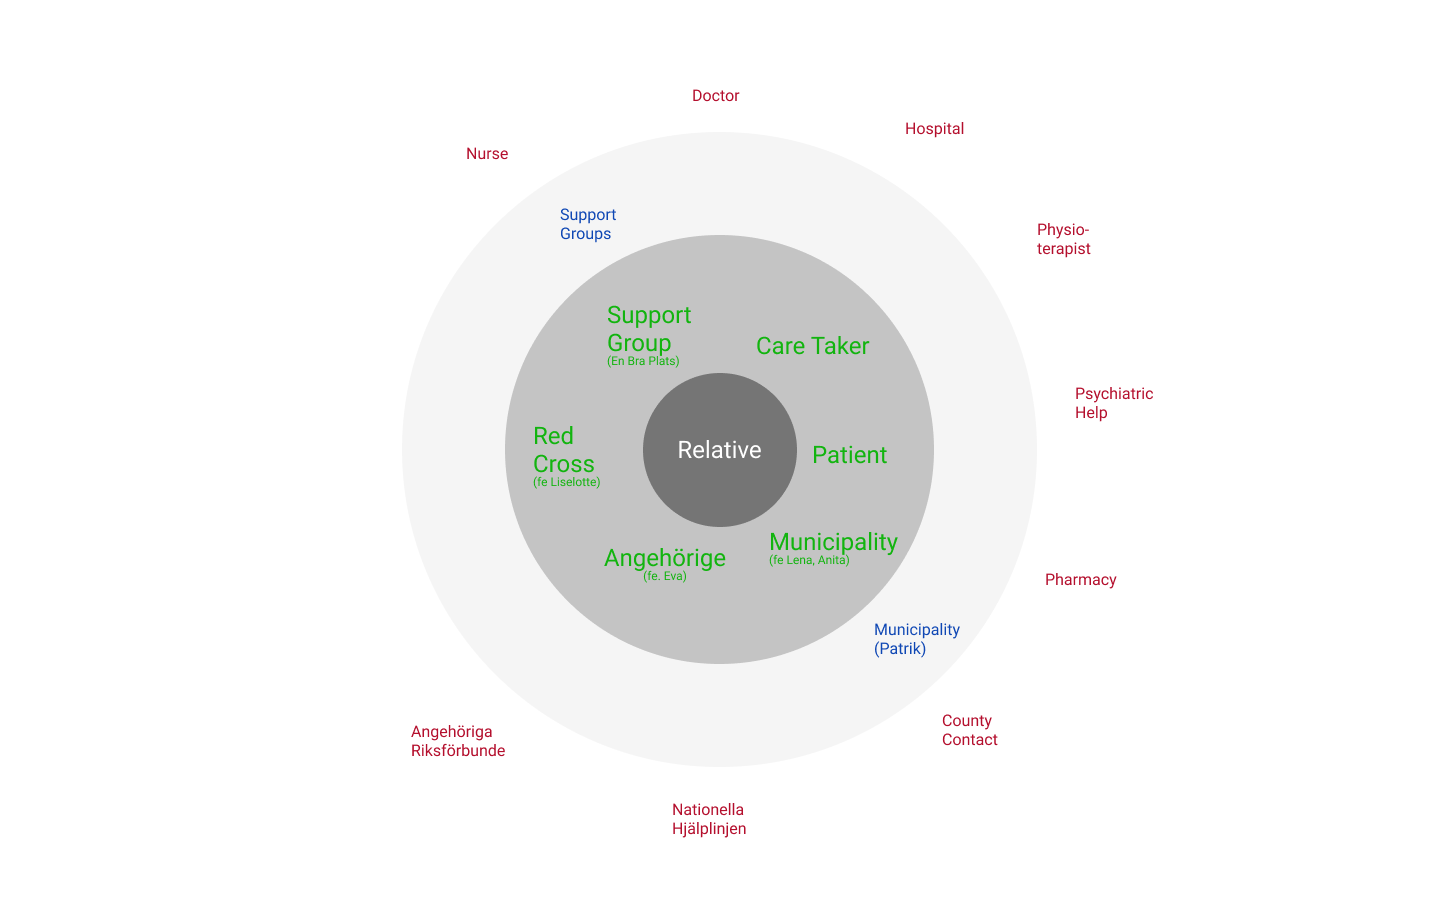 Doctor
Hospital
Nurse
Support
Groups
Physio-
terapist
Support
Group
(En Bra Plats)
Care Taker
Psychiatric
Help
Red
Cross
(fe Liselotte)
Relative
Patient
Angehörige
(fe. Eva)
Municipality
(fe Lena, Anita)
Pharmacy
Municipality
(Patrik)
County
Contact
Angehöriga
Riksförbunde
Nationella
Hjälplinjen